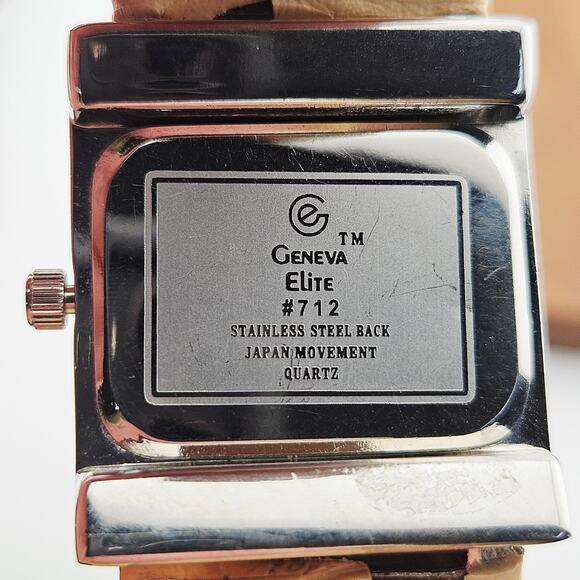 GENEVA TM
ELITE
#712
STAINLESS STEEL BACK
JAPAN MOVEMENT
QUARTZ